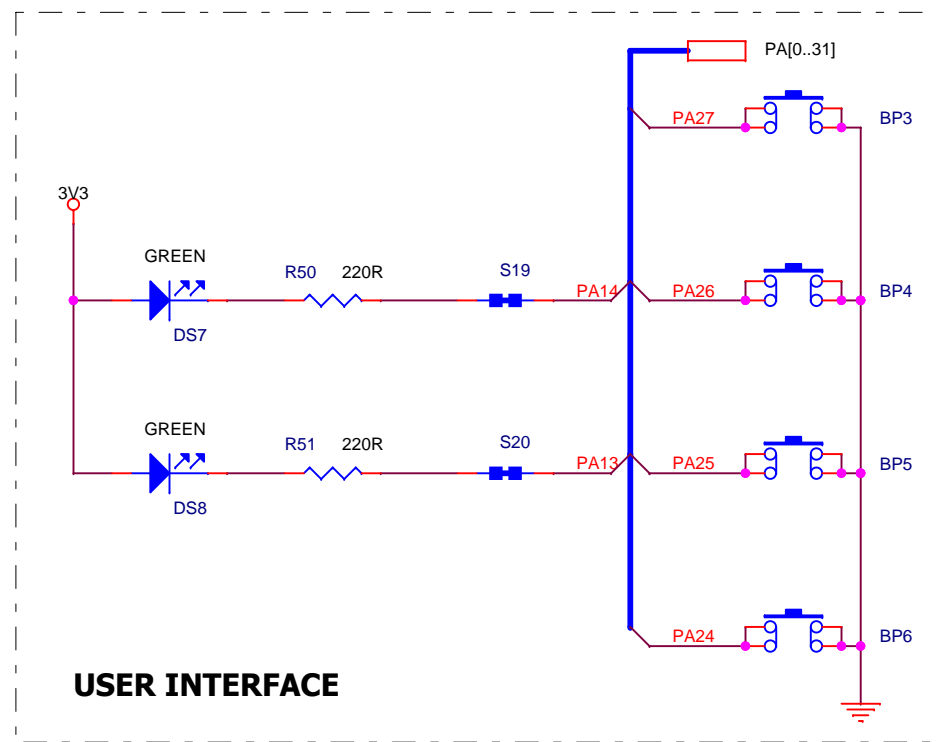 PA[0..31]
PA27
BP3
3V3
GREEN
R50 220R
S19
PA14
PA26
BP4
DS7
GREEN
R51 220R
S20
PA13
PA25
BP5
DS8
PA24
BP6
USER INTERFACE